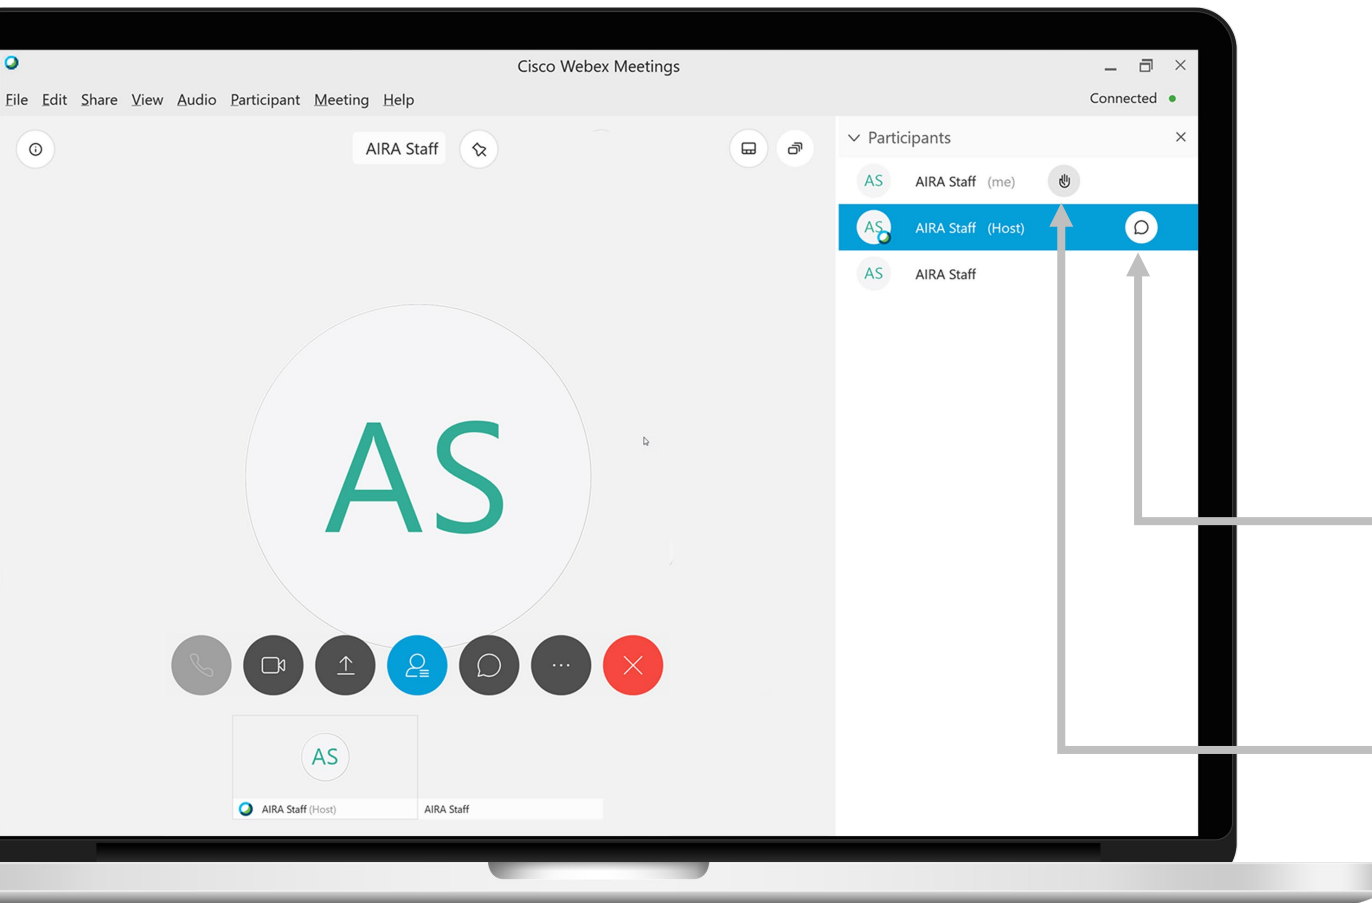 Cisco Webex Meetings
File Edit Share View Audio Participant Meeting Help
Connected
AIRA Staff
Participants
AS AIRA Staff (me)
AS AIRA Staff (Host)
AS AIRA Staff
AS
AS
AIRA Staff (Host)
AIRA Staff